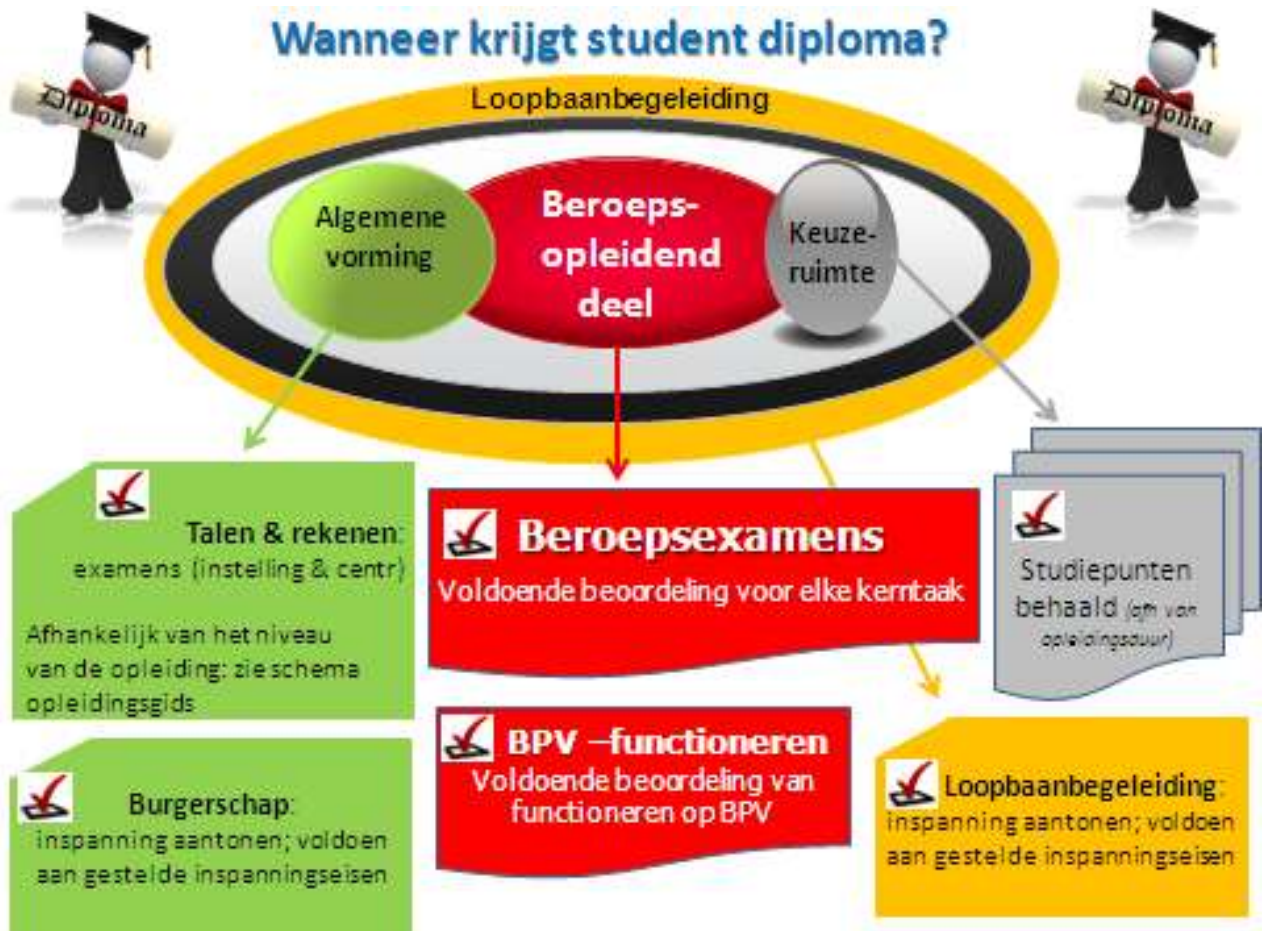 Wanneer krijgt student diploma?
Diploma
Diploma
Loopbaanbegeleiding
Algemene
vorming
Beroeps-
opleidend
deel
Keuze-
ruimte
Talen & rekenen:
examens (instelling & centr)
Afhankelijk van het niveau
van de opleiding: zie schema
opleidingsgids
Beroepsexamens
Voldoende beoordeling voor elke kerntaak
Studiepunten
behaald (afh van
opleidingsduur)
Burgerschap:
inspanning aantonen; voldoen
aan gestelde inspanningseisen
BPV –functioneren
Voldoende beoordeling van
functioneren op BPV
Loopbaanbegeleiding:
inspanning aantonen; voldoen
aan gestelde inspanningseisen